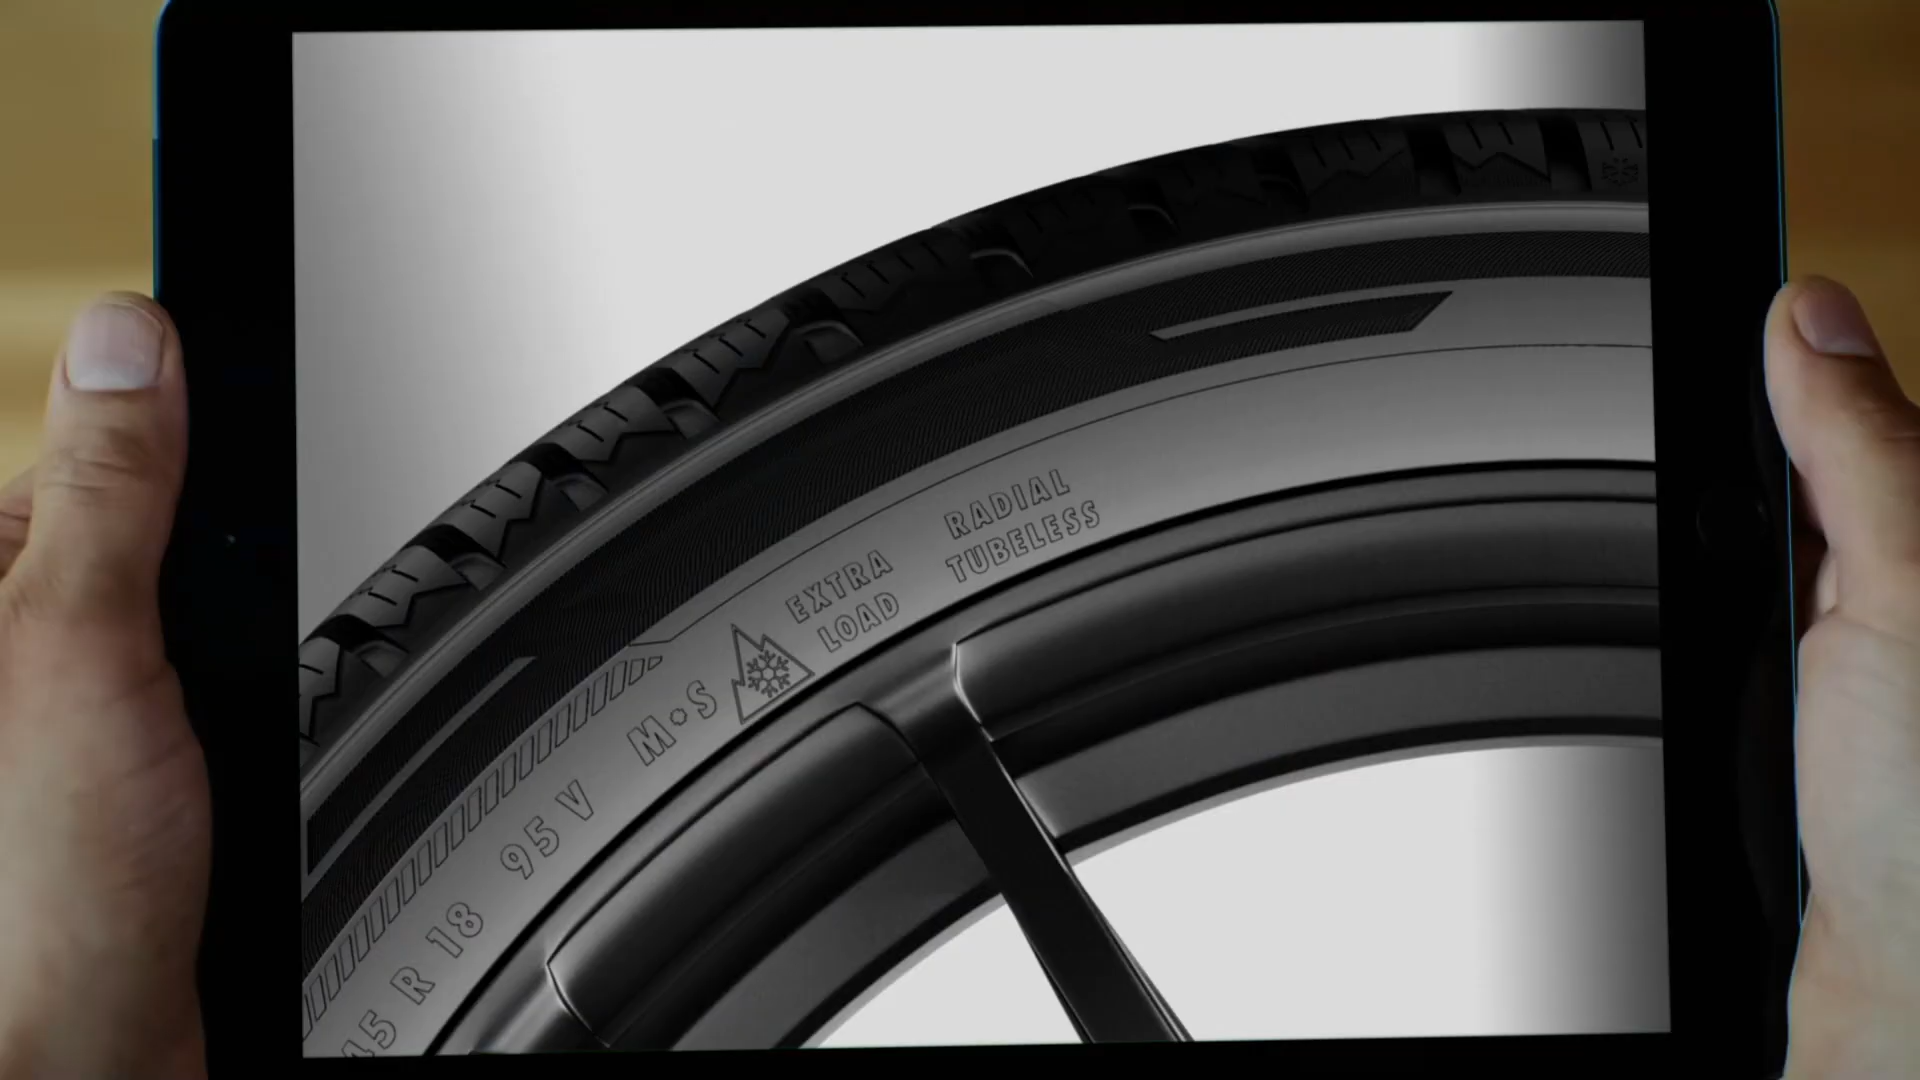 45 R 18 95 V M•S
EXTRA
LOAD
RADIAL
TUBELESS